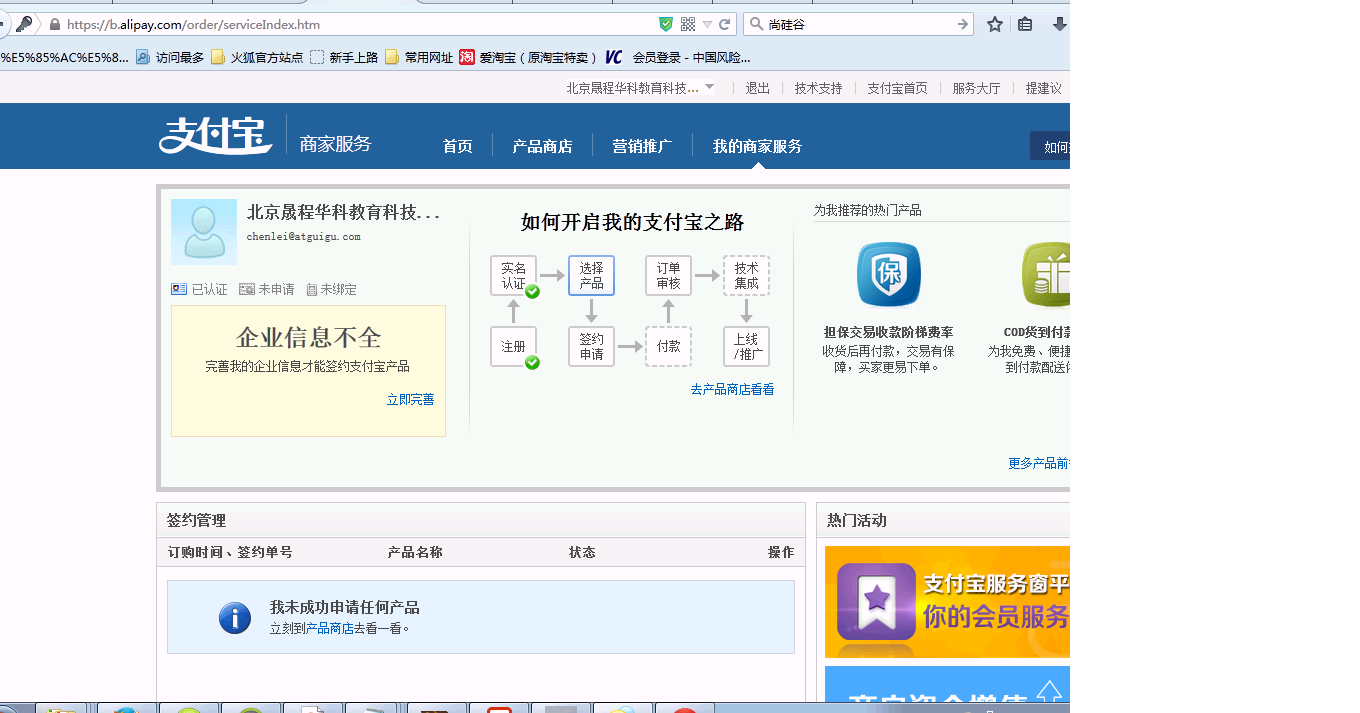 https://b.alipay.com/order/serviceIndex.htm
尚硅谷
%E5%85%AC%E5%8...
访问最多
火狐官方站点
新手上路
常用网址
淘
爱淘宝（原淘宝特卖）
VC
会员登录 - 中国风险...
北京晟程华科教育科技...
退出
技术支持
支付宝首页
服务大厅
提建议
支付宝
商家服务
首页
产品商店
营销推广
我的商家服务
如何
北京晟程华科教育科技...
chenlei@atguigu.com
已认证
未申请
未绑定
企业信息不全
完善我的企业信息才能签约支付宝产品
立即完善
如何开启我的支付宝之路
实名
认证
选择
产品
订单
审核
技术
集成
注册
签约
申请
付款
上线
/推广
去产品商店看看
为我推荐的热门产品
保
担保交易收款阶梯费率
收货后再付款，交易有保
障，买家更易下单。
COD货到付款
为我免费、便捷
到付款配送
更多产品前
签约管理
订购时间、签约单号
产品名称
状态
操作
我未成功申请任何产品
立刻到产品商店去看一看。
热门活动
支付宝服务窗平
你的会员服务